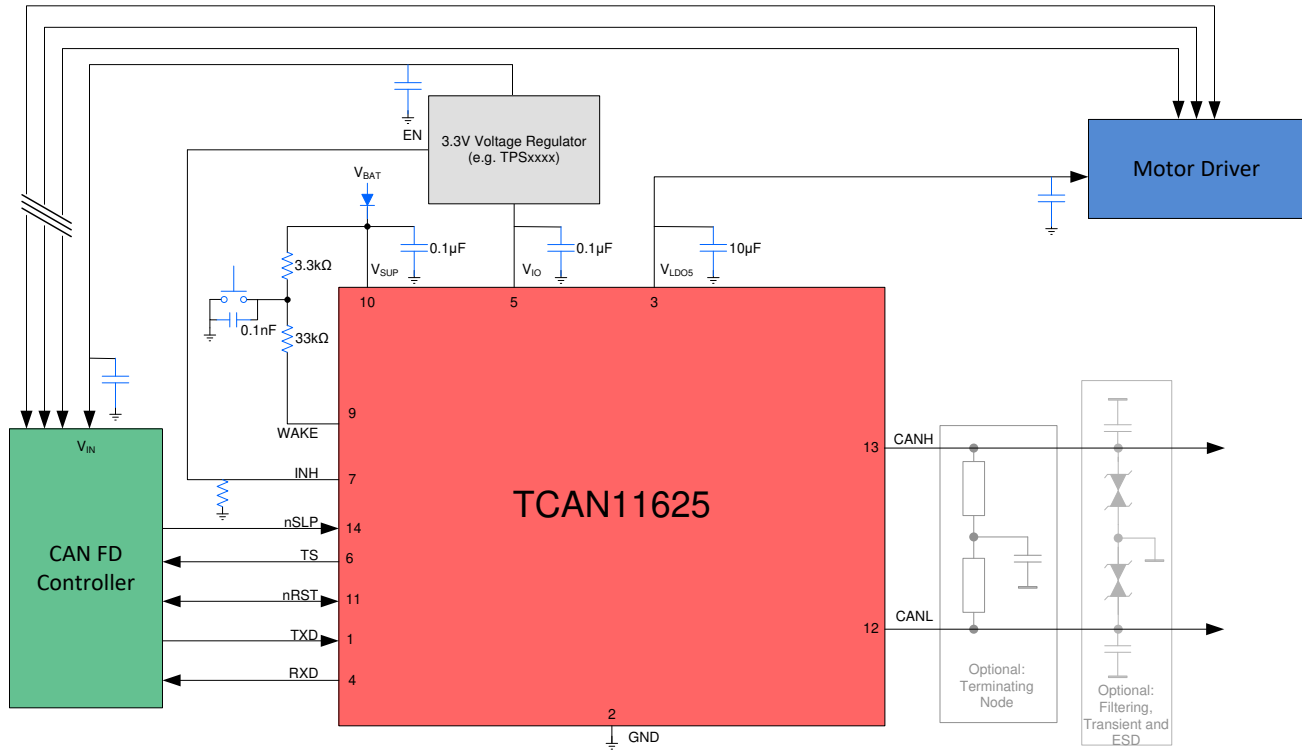 EN
3.3V Voltage Regulator
(e.g. TPSxxxx)
Motor Driver
VBAT
3.3kΩ
0.1µF
0.1µF
10µF
VSUP
VIO
VLDO5
10
5
3
0.1nF
33kΩ
9
WAKE
VIN
INH
7
13
CANH
TCAN11625
nSLP
14
CAN FD
Controller
TS
6
nRST
11
TXD
1
12
CANL
RXD
4
2
GND
Optional:
Terminating
Node
Optional:
Filtering,
Transient and
ESD